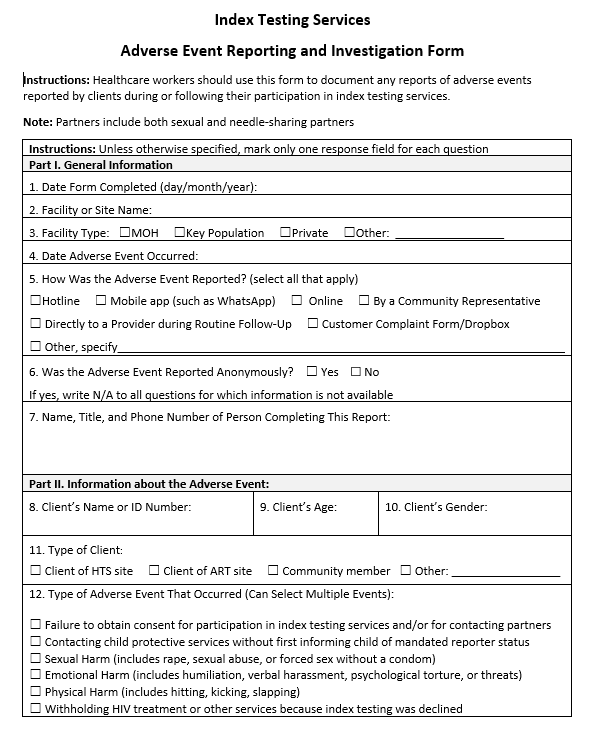 Index Testing Services
Adverse Event Reporting and Investigation Form
Instructions: Healthcare workers should use this form to document any reports of adverse events
reported by clients during or following their participation in index testing services.
Note: Partners include both sexual and needle-sharing partners
Instructions: Unless otherwise specified, mark only one response field for each question
Part I. General Information
1. Date Form Completed (day/month/year):
2. Facility or Site Name:
3. Facility Type: ☐MOH ☐Key Population ☐Private ☐Other: _________________
4. Date Adverse Event Occurred:
5. How Was the Adverse Event Reported? (select all that apply)
☐Hotline ☐ Mobile app (such as WhatsApp) ☐ Online ☐ By a Community Representative
☐ Directly to a Provider during Routine Follow-Up ☐ Customer Complaint Form/Dropbox
☐ Other, specify______________________________________________________________________
6. Was the Adverse Event Reported Anonymously? ☐ Yes ☐ No
If yes, write N/A to all questions for which information is not available
7. Name, Title, and Phone Number of Person Completing This Report:
Part II. Information about the Adverse Event:
8. Client’s Name or ID Number: 9. Client’s Age: 10. Client’s Gender:
11. Type of Client:
☐ Client of HTS site ☐ Client of ART site ☐ Community member ☐ Other: _________________
12. Type of Adverse Event That Occurred (Can Select Multiple Events):
☐ Failure to obtain consent for participation in index testing services and/or for contacting partners
☐ Contacting child protective services without first informing child of mandated reporter status
☐ Sexual Harm (includes rape, sexual abuse, or forced sex without a condom)
☐ Emotional Harm (includes humiliation, verbal harassment, psychological torture, or threats)
☐ Physical Harm (includes hitting, kicking, slapping)
☐ Withholding HIV treatment or other services because index testing was declined